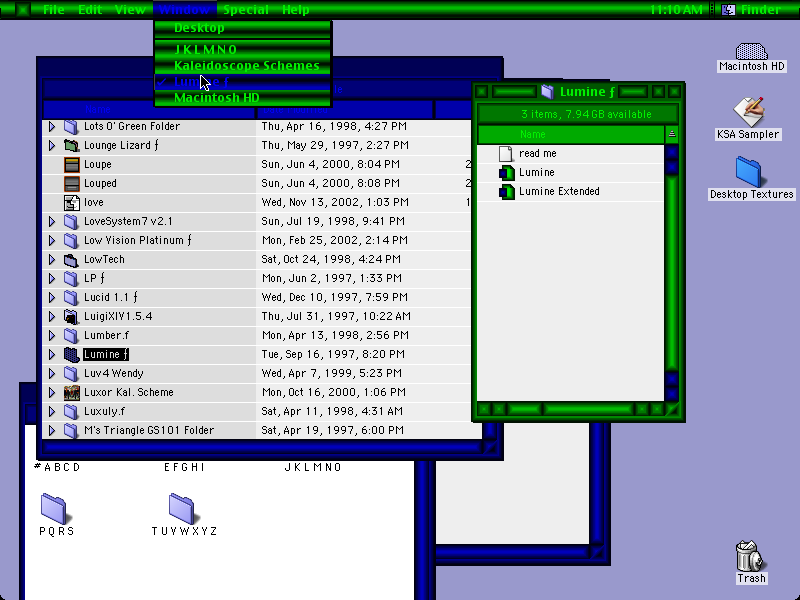 File Edit View Window Special Help 11:10 AM Finder
Desktop
JKLMNO
Kaleidoscope Schemes
Lumine ƒ
Macintosh HD
Name
Lots O' Green Folder Thu, Apr 16, 1998, 4:27 PM
Lounge Lizard ƒ Thu, May 29, 1997, 2:27 PM
Loupe Sun, Jun 4, 2000, 8:04 PM 2
Louped Sun, Jun 4, 2000, 8:08 PM 2
love Wed, Nov 13, 2002, 1:03 PM 1
LoveSystem7 v2.1 Sun, Jul 19, 1998, 9:41 PM
Low Vision Platinum ƒ Mon, Feb 25, 2002, 2:14 PM
LowTech Sat, Oct 24, 1998, 4:24 PM
LP ƒ Mon, Jun 2, 1997, 1:33 PM
Lucid 1.1 ƒ Wed, Dec 10, 1997, 7:59 PM
LuigiXIV1.5.4 Thu, Jul 31, 1997, 10:22 AM
Lumber.f Mon, Apr 13, 1998, 2:56 PM
Lumine ƒ Tue, Sep 16, 1997, 8:20 PM
Luv4 Wendy Wed, Apr 7, 1999, 5:23 PM
Luxor Kal. Scheme Mon, Oct 16, 2000, 1:06 PM
Luxuly.f Sat, Apr 11, 1998, 4:31 AM
M's Triangle GS101 Folder Sat, Apr 19, 1997, 6:00 PM
#ABCD EFGHI JKLMNO
PQRS TUVWXYZ
Lumine ƒ
3 items, 7.94 GB available
Name
read me
Lumine
Lumine Extended
Macintosh HD
KSA Sampler
Desktop Textures
Trash